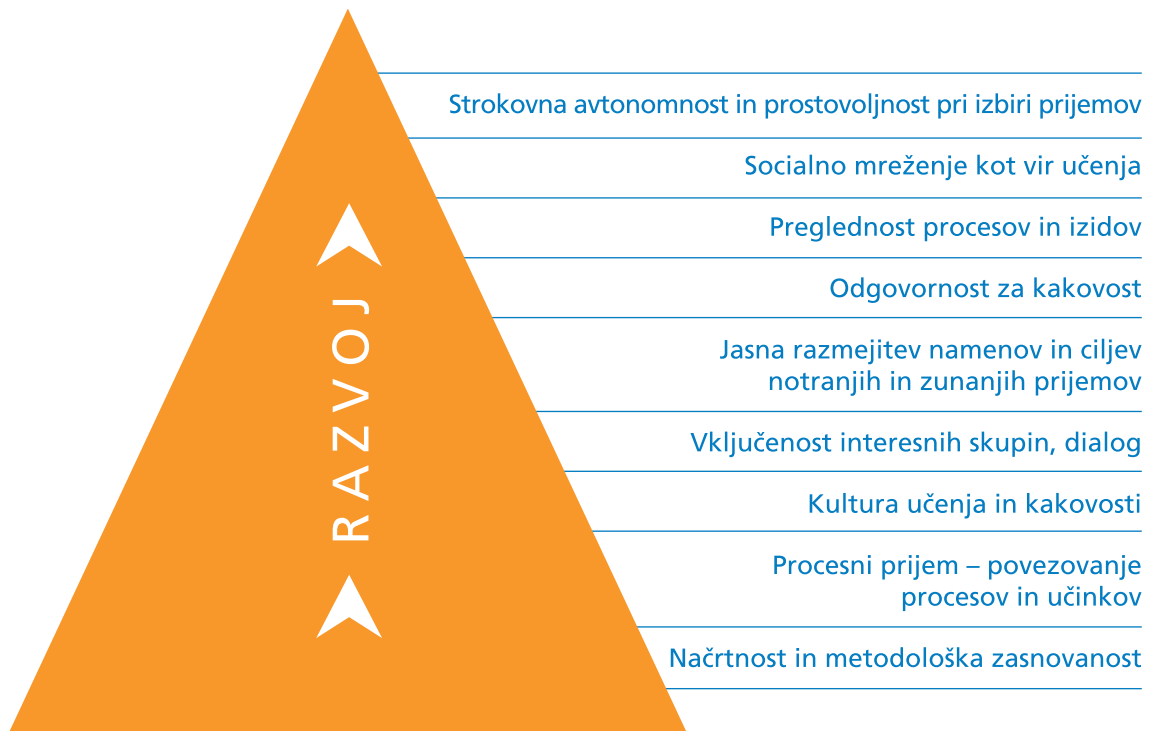 Strokovna avtonomnost in prostovoljnost pri izbiri prijemov
Socialno mreženje kot vir učenja
Preglednost procesov in izidov
Odgovornost za kakovost
Jasna razmejitev namenov in ciljev
notranjih in zunanjih prijemov
Vključenost interesnih skupin, dialog
Kultura učenja in kakovosti
Procesni prijem – povezovanje
procesov in učinkov
Načrtnost in metodološka zasnovanost
RAZVOJ